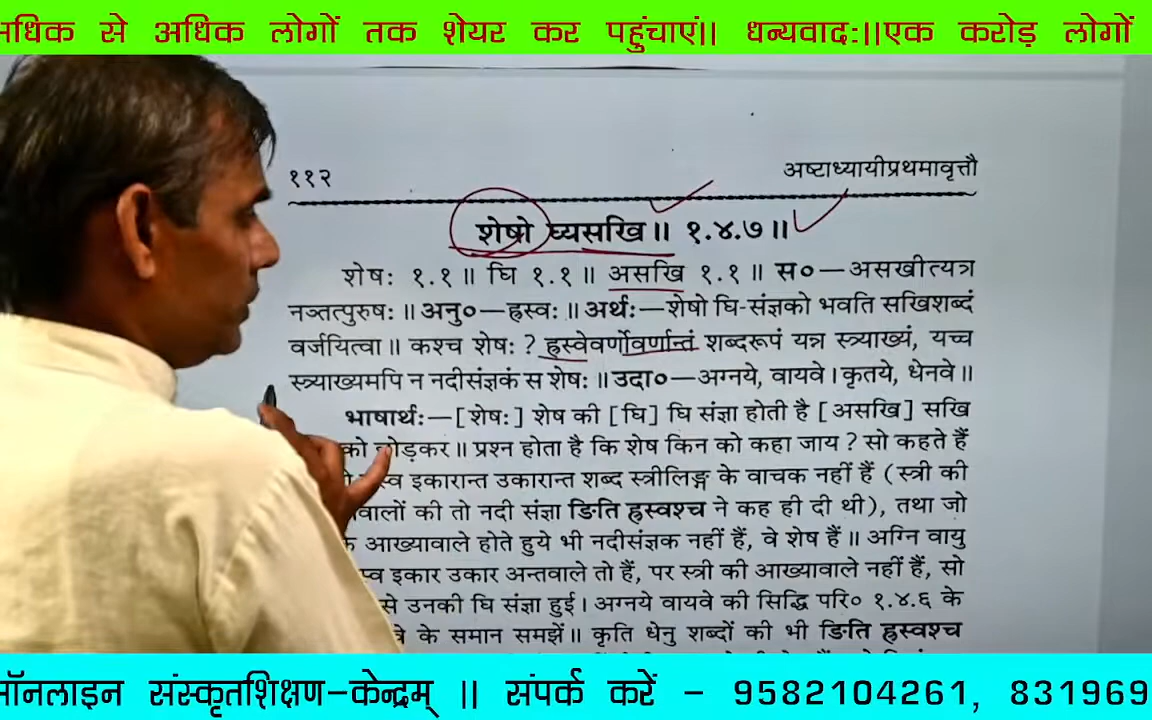 अधिक से अधिक लोगों तक शेयर कर पहुंचाएं।। धन्यवादः।।एक करोड़ लोगों
११२
अष्टाध्यायीप्रथमावृत्तौ
शेषो घ्यसखि॥ १.४.७॥
शेषः १.१॥ घि १.१॥ असखि १.१॥ स०—असखीत्यत्र
नञ्तत्पुरुषः॥ अनु०—ह्रस्वः॥ अर्थः—शेषो घि-संज्ञको भवति सखिशब्दं
वर्जयित्वा॥ कश्च शेषः? ह्रस्वेवर्णोवर्णान्तं शब्दरूपं यन्न स्त्र्याख्यं, यच्च
स्त्र्याख्यमपि न नदीसंज्ञकं स शेषः॥ उदा०—अग्नये, वायवे। कृतये, धेनवे॥
भाषार्थः—[शेषः] शेष की [घि] घि संज्ञा होती है [असखि] सखि
को छोड़कर॥ प्रश्न होता है कि शेष किन को कहा जाय? सो कहते हैं
इकारान्त उकारान्त शब्द स्त्रीलिङ्ग के वाचक नहीं हैं (स्त्री की
वालों की तो नदी संज्ञा ङिति ह्रस्वश्च ने कह ही दी थी), तथा जो
आख्यावाले होते हुये भी नदीसंज्ञक नहीं हैं, वे शेष हैं॥ अग्नि वायु
इकार उकार अन्तवाले तो हैं, पर स्त्री की आख्यावाले नहीं हैं, सो
से उनकी घि संज्ञा हुई। अग्नये वायवे की सिद्धि परि० १.४.६ के
के समान समझें॥ कृति धेनु शब्दों की भी ङिति ह्रस्वश्च
ऑनलाइन संस्कृतशिक्षण-केन्द्रम् || संपर्क करें - 9582104261, 831969